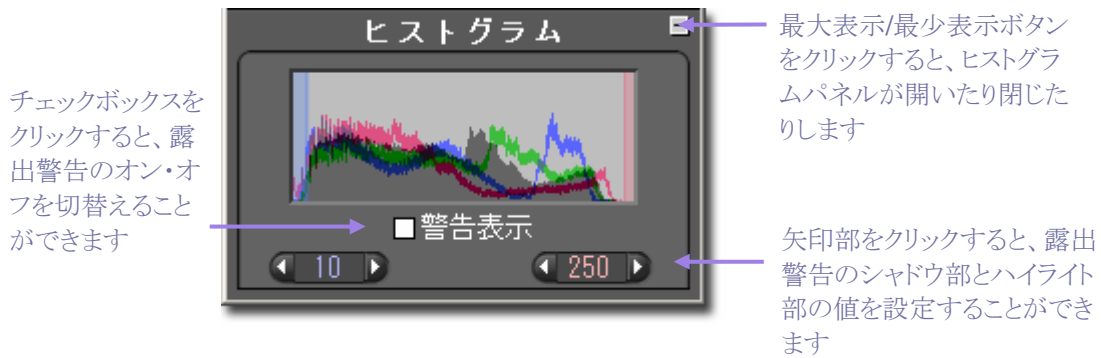 ヒストグラム
最大表示/最少表示ボタン
をクリックすると、ヒストグラ
ムパネルが開いたり閉じた
りします
チェックボックスを
クリックすると、露
出警告のオン・オ
フを切替えること
ができます
警告表示
10
250
矢印部をクリックすると、露出
警告のシャドウ部とハイライト
部の値を設定することができ
ます